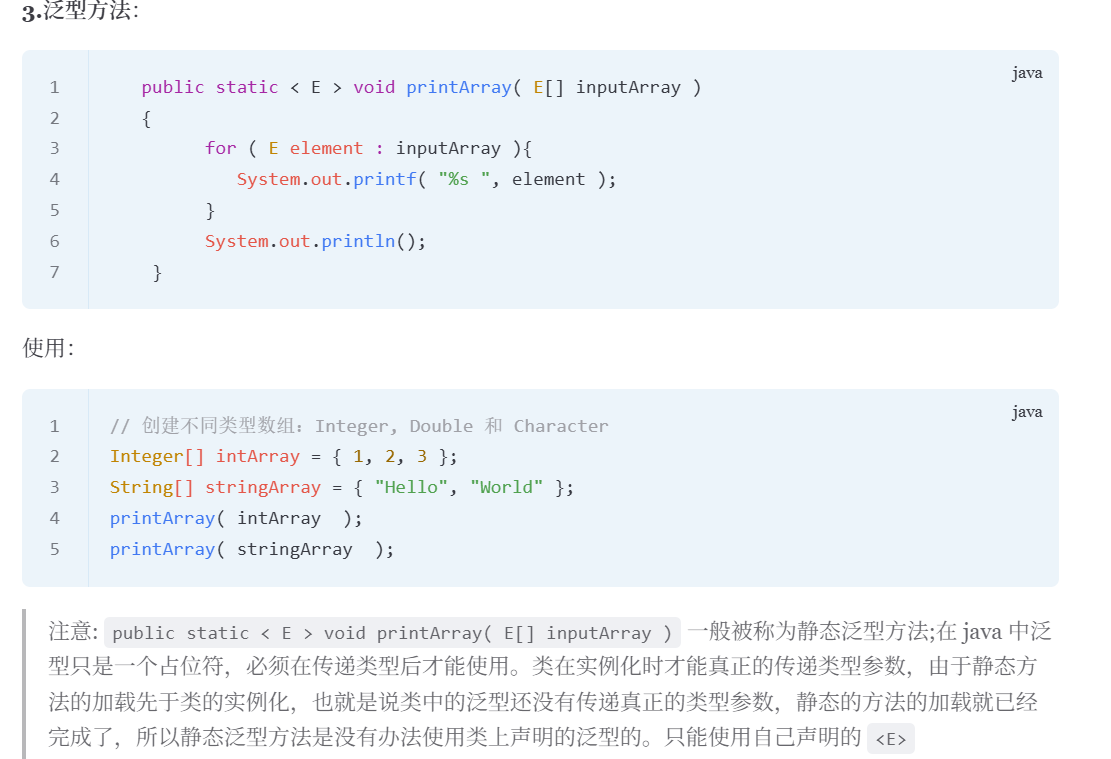 3.泛型方法：
java
1 public static < E > void printArray( E[] inputArray )
2 {
3 for ( E element : inputArray ){
4 System.out.printf( "%s ", element );
5 }
6 System.out.println();
7 }
使用：
java
1 // 创建不同类型数组：Integer, Double 和 Character
2 Integer[] intArray = { 1, 2, 3 };
3 String[] stringArray = { "Hello", "World" };
4 printArray( intArray  );
5 printArray( stringArray  );
注意: public static < E > void printArray( E[] inputArray ) 一般被称为静态泛型方法;在 java 中泛
型只是一个占位符，必须在传递类型后才能使用。类在实例化时才能真正的传递类型参数，由于静态方
法的加载先于类的实例化，也就是说类中的泛型还没有传递真正的类型参数，静态的方法的加载就已经
完成了，所以静态泛型方法是没有办法使用类上声明的泛型的。只能使用自己声明的 <E>